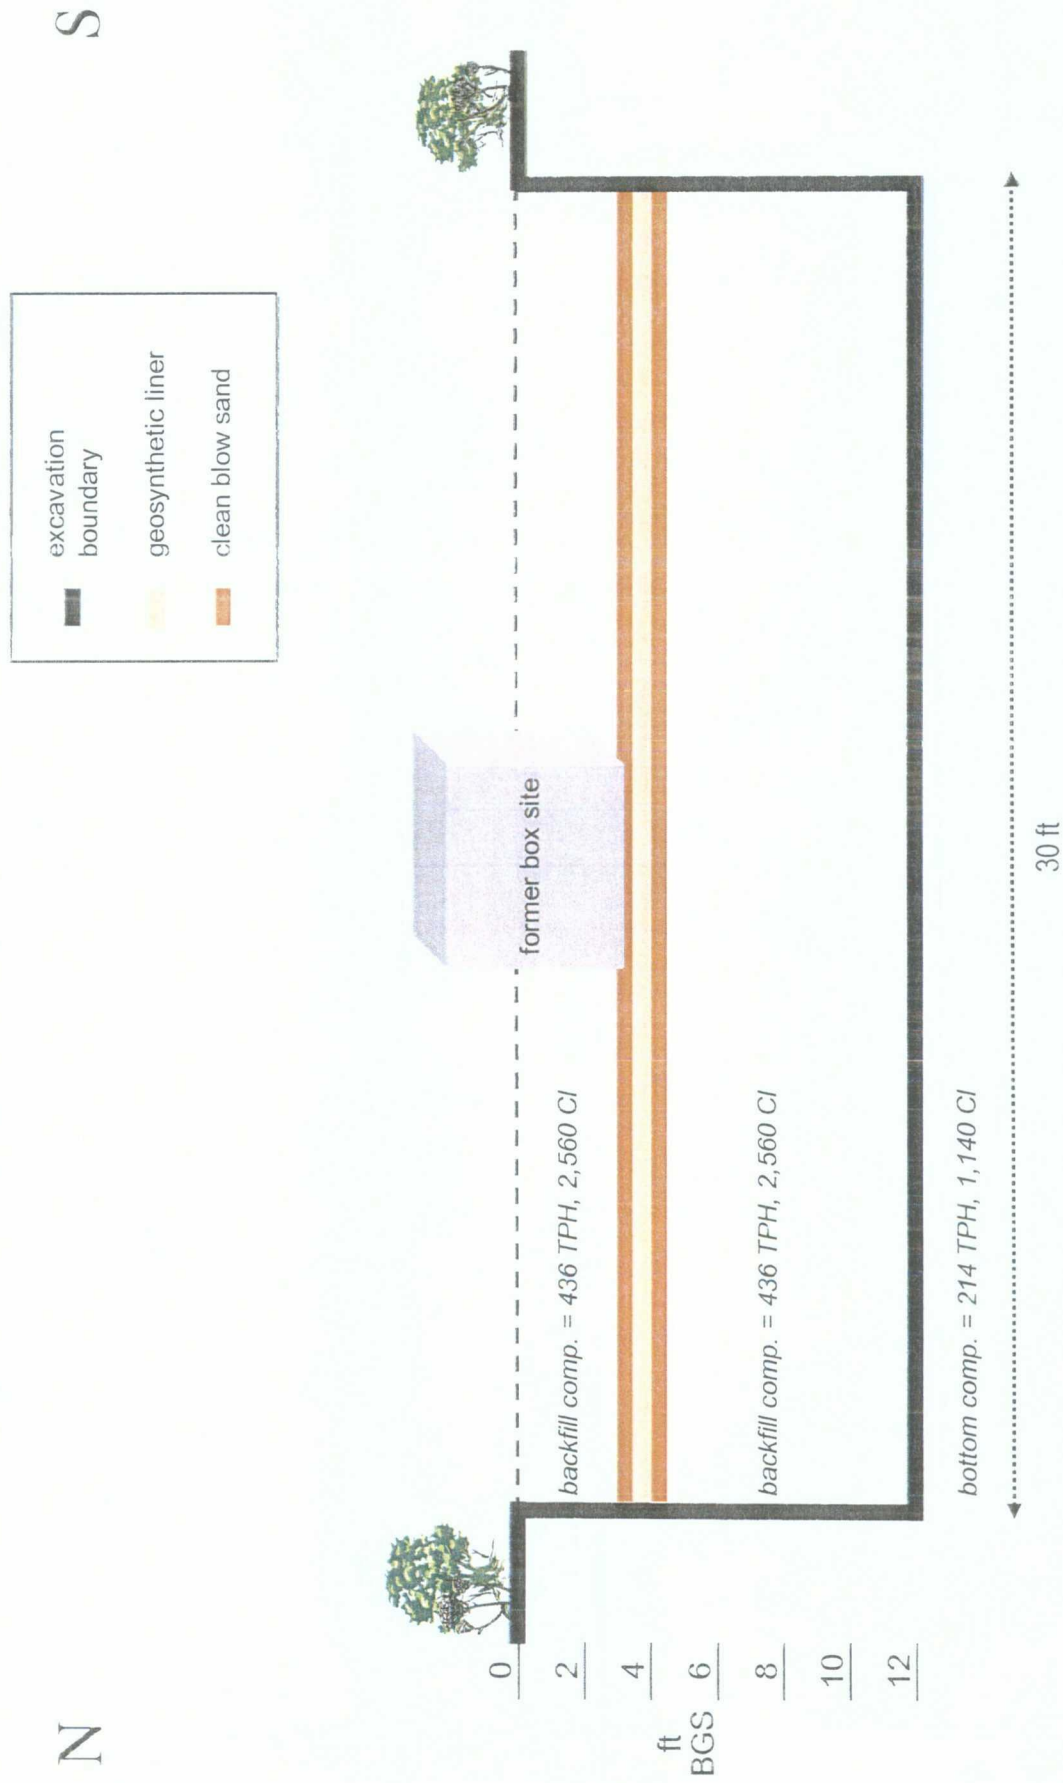 N
S
excavation
boundary
geosynthetic liner
clean blow sand
former box site
0
2
4
6
8
10
12
ft
BGS
backfill comp. = 436 TPH, 2,560 Cl
backfill comp. = 436 TPH, 2,560 Cl
bottom comp. = 214 TPH, 1,140 Cl
30 ft